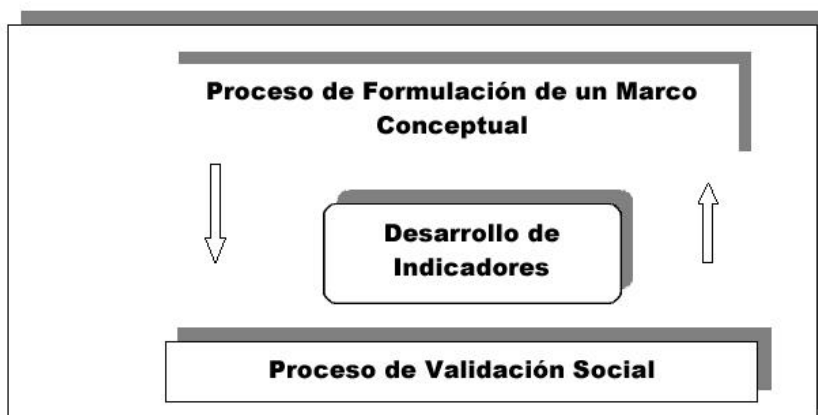 Proceso de Formulación de un Marco
Conceptual
Desarrollo de
Indicadores
Proceso de Validación Social